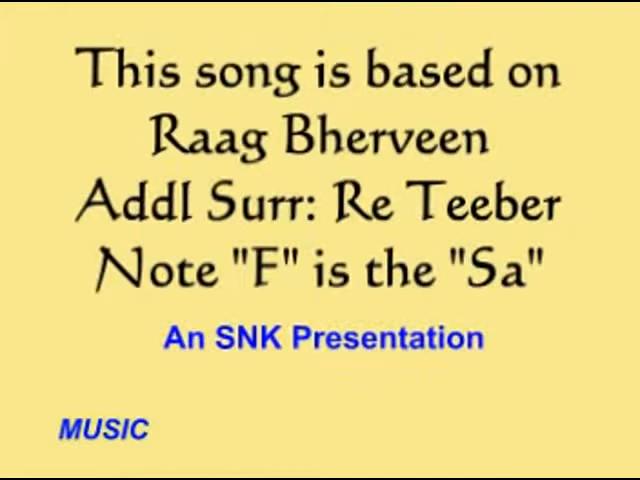 This song is based on
Raag Bherveen
Addl Surr: Re Teeber
Note "F" is the "Sa"
An SNK Presentation
MUSIC